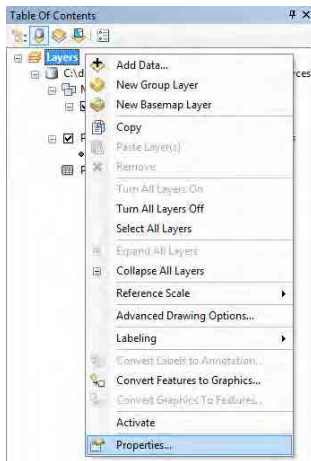 Table Of Contents
Layers
C:\d
rces
Add Data...
New Group Layer
New Basemap Layer
Copy
Paste Layer(s)
Remove
Turn All Layers On
Turn All Layers Off
Select All Layers
Expand All Layers
Collapse All Layers
Reference Scale
Advanced Drawing Options...
Labeling
Convert Labels to Annotation...
Convert Features to Graphics...
Convert Graphics To Features...
Activate
Properties...